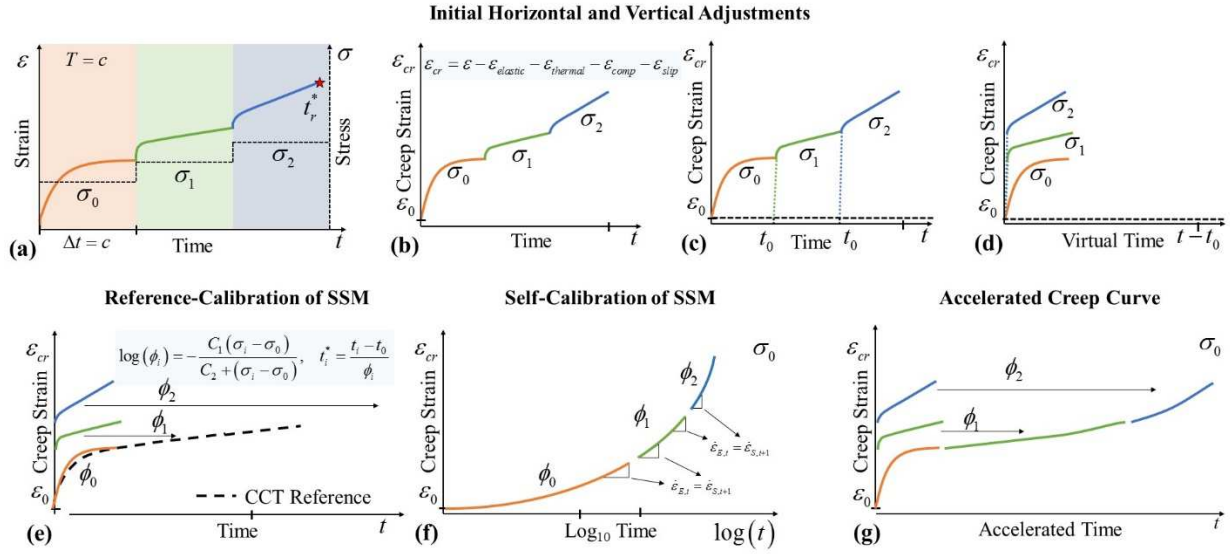 Initial Horizontal and Vertical Adjustments
ε
T = c
σ
Strain
t*r
Stress
σ0
σ1
σ2
(a)
Δt = c
Time
t
εcr
εcr = ε − εelastic − εthermal − εcomp − εslip
Creep Strain
σ2
σ1
σ0
ε0
(b)
Time
t
εcr
Creep Strain
σ2
σ1
σ0
ε0
(c)
t0
Time
t0
t
εcr
Creep Strain
σ2
σ1
σ0
ε0
(d)
Virtual Time
t − t0
Reference-Calibration of SSM
εcr
log(ϕi) = − C1(σi − σ0) / C2 + (σi − σ0), t*i = ti − t0 / ϕi
Creep Strain
ϕ2
ϕ1
ϕ0
ε0
CCT Reference
(e)
Time
t
Self-Calibration of SSM
εcr
σ0
Creep Strain
ϕ2
ϕ1
ε̇E,t = ε̇S,t+1
ϕ0
ε̇E,t = ε̇S,t+1
ε0
(f)
Log10 Time
log(t)
Accelerated Creep Curve
εcr
σ0
Creep Strain
ϕ2
ϕ1
ε0
(g)
Accelerated Time
t